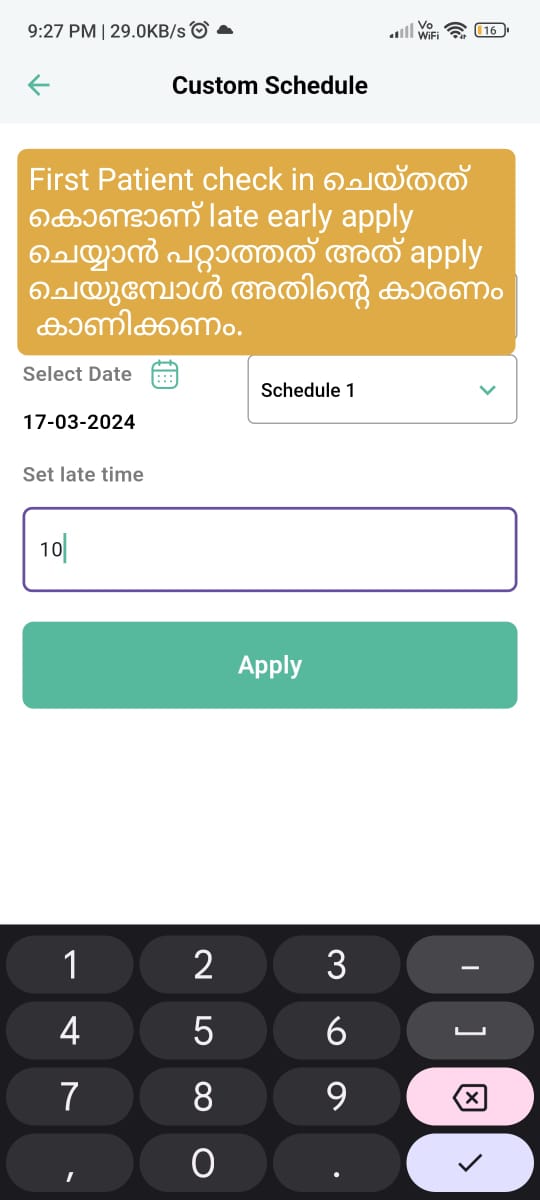 9:27 PM | 29.0KB/s
Vo
WiFi
16
Custom Schedule
First Patient check in ചെയ്തത്
കൊണ്ടാണ് late early apply
ചെയ്യാൻ പറ്റാത്തത് അത് apply
ചെയുമ്പോൾ അതിന്റെ കാരണം
കാണിക്കണം.
Select Date
Schedule 1
17-03-2024
Set late time
10
Apply
1 2 3 –
4 5 6
7 8 9
, 0 .